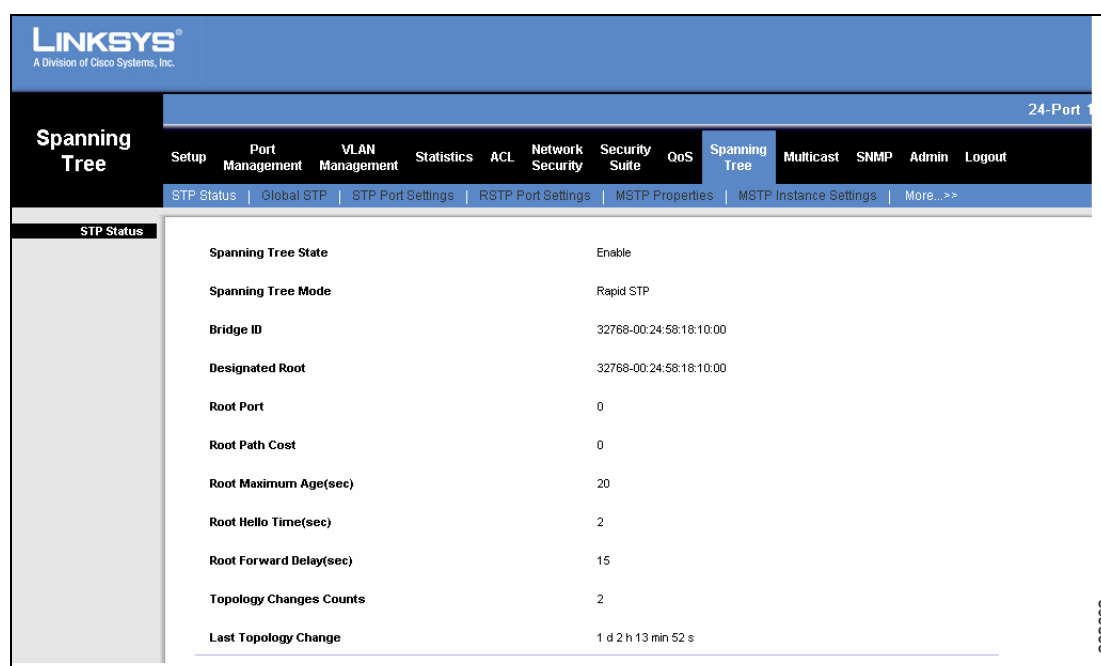 LINKSYS®
A Division of Cisco Systems, Inc.
24-Port
Spanning Tree
Setup Port Management VLAN Management Statistics ACL Network Security Security Suite QoS Spanning Tree Multicast SNMP Admin Logout
STP Status | Global STP | STP Port Settings | RSTP Port Settings | MSTP Properties | MSTP Instance Settings | More...>>
STP Status
Spanning Tree State Enable
Spanning Tree Mode Rapid STP
Bridge ID 32768-00:24:58:18:10:00
Designated Root 32768-00:24:58:18:10:00
Root Port 0
Root Path Cost 0
Root Maximum Age(sec) 20
Root Hello Time(sec) 2
Root Forward Delay(sec) 15
Topology Changes Counts 2
Last Topology Change 1 d 2 h 13 min 52 s